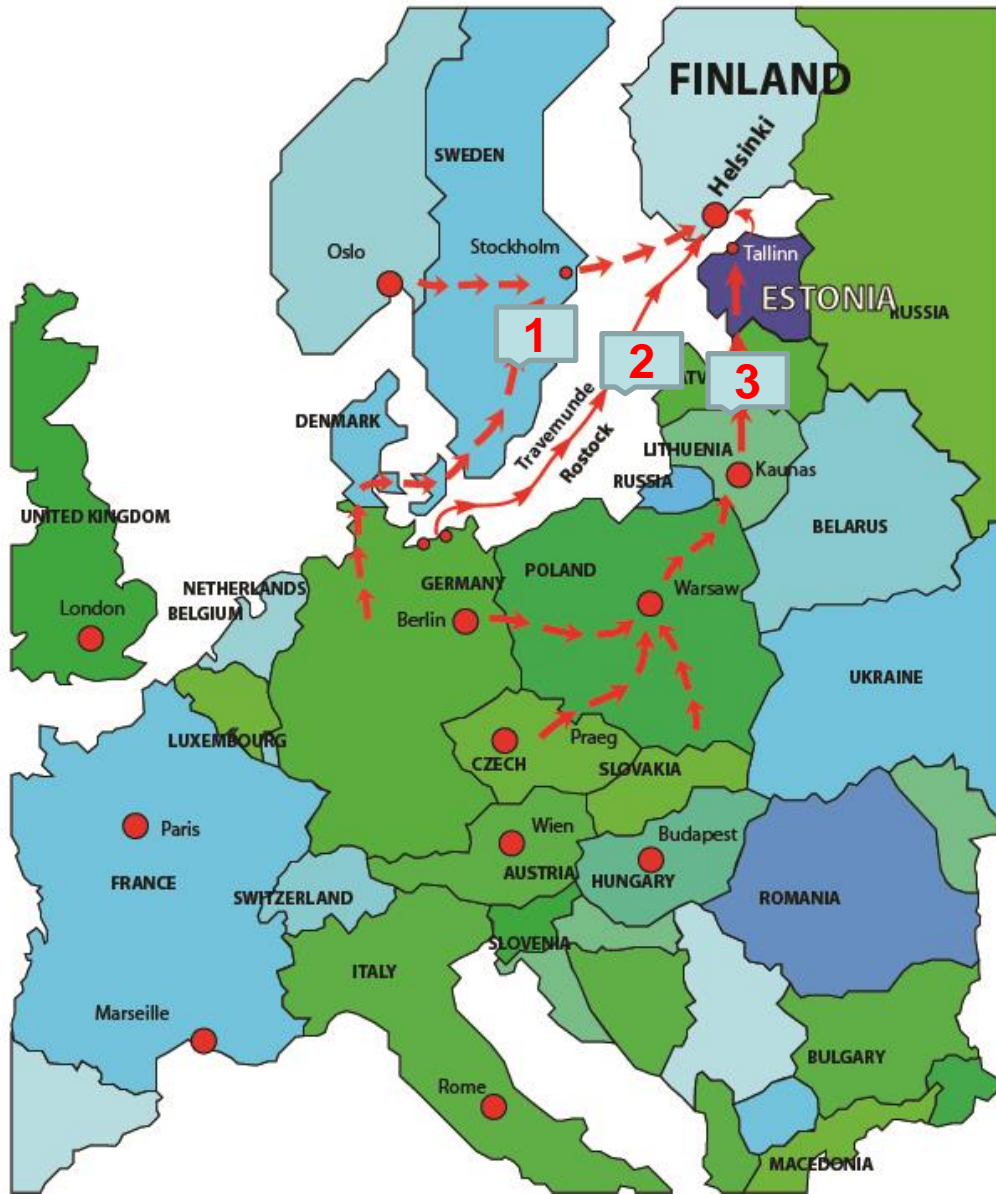 FINLAND
Helsinki
SWEDEN
Oslo
Stockholm
Tallinn
ESTONIA
RUSSIA
1
2
3
ATV
DENMARK
Travemunde
Rostock
LITHUENIA
Kaunas
RUSSIA
UNITED KINGDOM
BELARUS
NETHERLANDS
BELGIUM
GERMANY
POLAND
London
Berlin
Warsaw
UKRAINE
LUXEMBOURG
Praeg
CZECH
SLOVAKIA
Paris
Wien
Budapest
FRANCE
SWITZERLAND
AUSTRIA
HUNGARY
ROMANIA
SLOVENIA
ITALY
Marseille
BULGARY
Rome
MACEDONIA